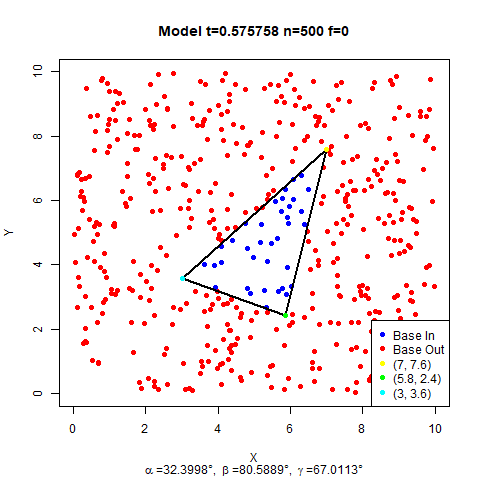 Model t=0.575758 n=500 f=0
10
8
6
4
2
0
Y
Base In
Base Out
(7, 7.6)
(5.8, 2.4)
(3, 3.6)
0 2 4 6 8 10
X
α=32.3998°, β=80.5889°, γ=67.0113°